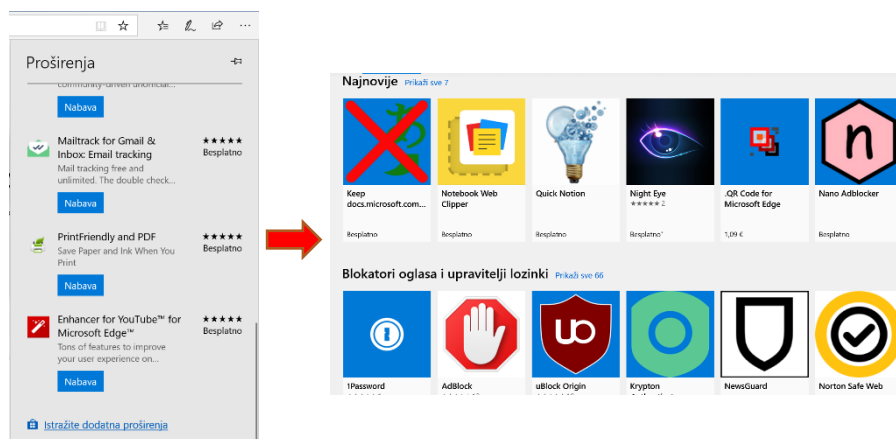 Proširenja
community-driven unofficial...
Nabava
Mailtrack for Gmail &
Inbox: Email tracking
★★★★★
Besplatno
Mail tracking free and
unlimited. The double check...
Nabava
PrintFriendly and PDF
★★★★★
Besplatno
Save Paper and Ink When You
Print
Nabava
Enhancer for YouTube™ for
Microsoft Edge™
★★★★★
Besplatno
Tons of features to improve
your user experience on...
Nabava
Istražite dodatna proširenja
Najnovije Prikaži sve 7
Keep
docs.microsoft.com...
Besplatno
Notebook Web
Clipper
Besplatno
Quick Notion
Besplatno
Night Eye
★★★★★ 2
Besplatno*
.QR Code for
Microsoft Edge
1,09 €
n
Nano Adblocker
Besplatno
Blokatori oglasa i upravitelji lozinki Prikaži sve 66
1Password
AdBlock
uBlock Origin
Krypton
NewsGuard
Norton Safe Web